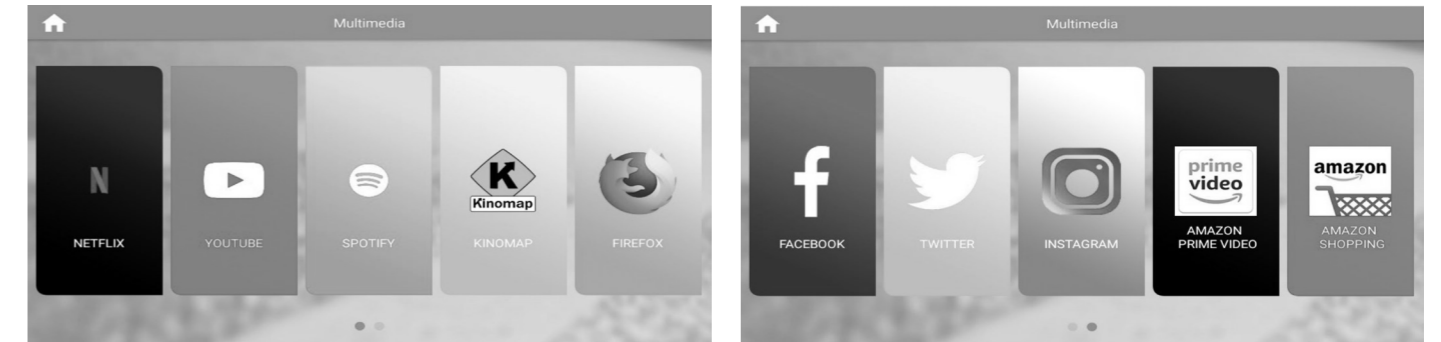 Multimedia
N
NETFLIX
YOUTUBE
SPOTIFY
K
Kinomap
KINOMAP
FIREFOX
Multimedia
f
FACEBOOK
TWITTER
INSTAGRAM
prime
video
AMAZON
PRIME VIDEO
amazon
AMAZON
SHOPPING